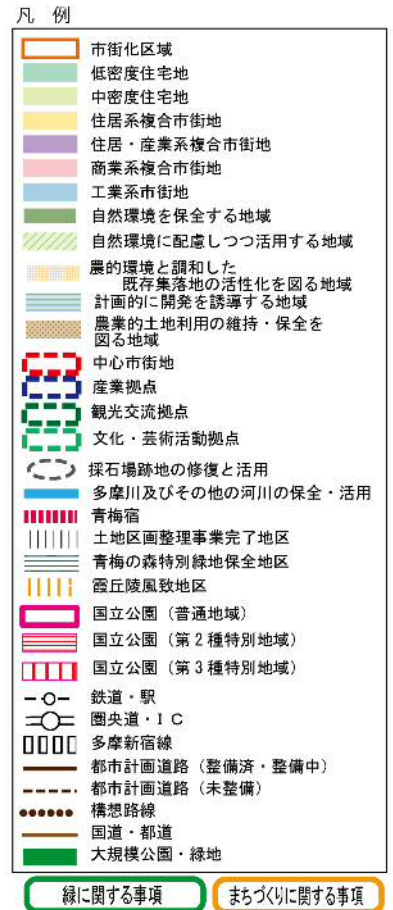 凡 例
市街化区域
低密度住宅地
中密度住宅地
住居系複合市街地
住居・産業系複合市街地
商業系複合市街地
工業系市街地
自然環境を保全する地域
自然環境に配慮しつつ活用する地域
農的環境と調和した
既存集落地の活性化を図る地域
計画的に開発を誘導する地域
農業的土地利用の維持・保全を
図る地域
中心市街地
産業拠点
観光交流拠点
文化・芸術活動拠点
採石場跡地の修復と活用
多摩川及びその他の河川の保全・活用
青梅宿
土地区画整理事業完了地区
青梅の森特別緑地保全地区
霞丘陵風致地区
国立公園（普通地域）
国立公園（第２種特別地域）
国立公園（第３種特別地域）
鉄道・駅
圏央道・ＩＣ
多摩新宿線
都市計画道路（整備済・整備中）
都市計画道路（未整備）
構想路線
国道・都道
大規模公園・緑地
緑に関する事項
まちづくりに関する事項